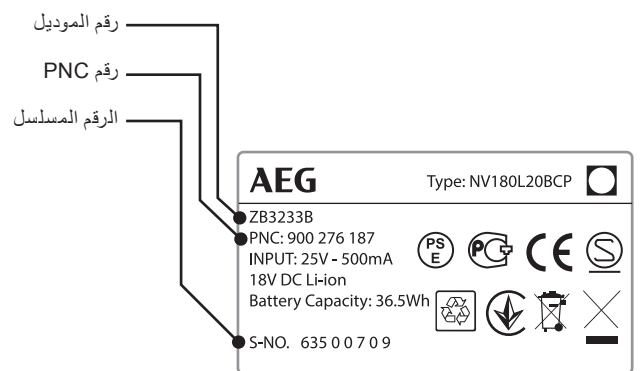 رقم الموديل
رقم PNC
الرقم المسلسل
AEG Type: NV180L20BCP
ZB3233B
PNC: 900 276 187
INPUT: 25V - 500mA
18V DC Li-ion
Battery Capacity: 36.5Wh
S-NO. 635 0 0 7 0 9
PS
E
PG
CE
S